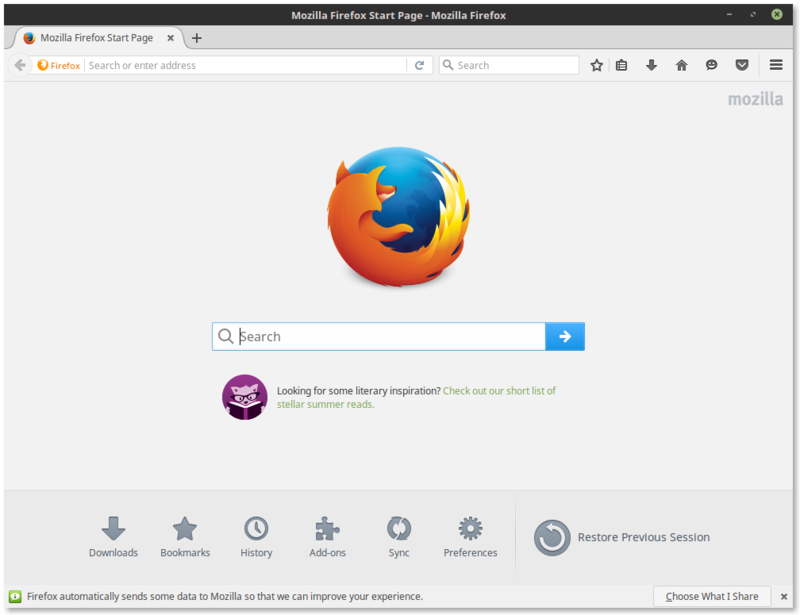 Mozilla Firefox Start Page - Mozilla Firefox
Mozilla Firefox Start Page
Firefox
Search or enter address
Search
mozilla
Search
Looking for some literary inspiration? Check out our short list of
stellar summer reads.
Downloads
Bookmarks
History
Add-ons
Sync
Preferences
Restore Previous Session
Firefox automatically sends some data to Mozilla so that we can improve your experience.
Choose What I Share